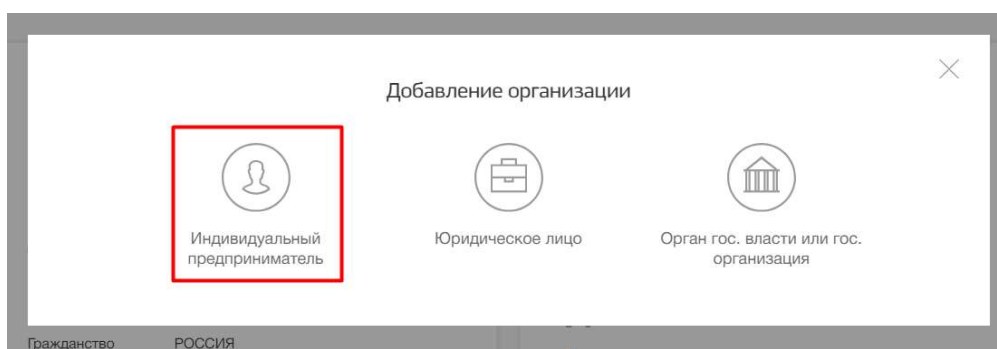 Добавление организации
Индивидуальный
предприниматель
Юридическое лицо
Орган гос. власти или гос.
организация
Гражданство РОССИЯ